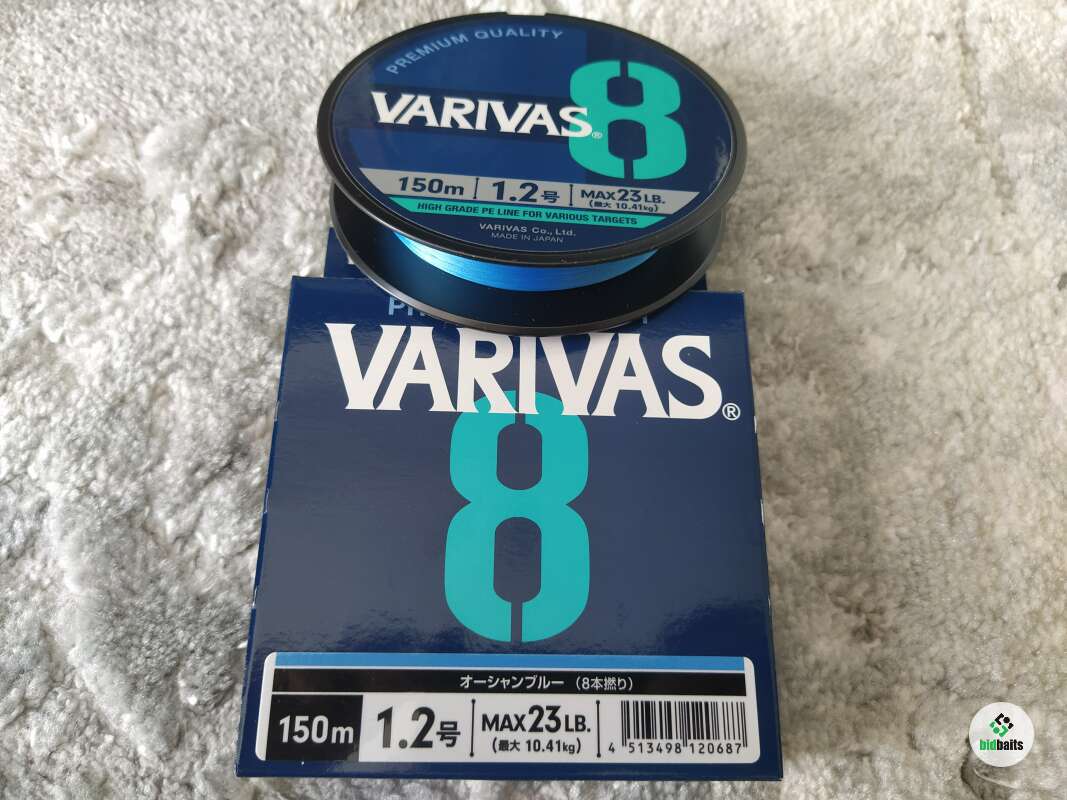 PREMIUM QUALITY
VARIVAS® 8
150m 1.2号 MAX 23 LB.
(最大 10.41kg)
HIGH GRADE PE LINE FOR VARIOUS TARGETS
VARIVAS Co., Ltd.
MADE IN JAPAN
VARIVAS®
8
オーシャンブルー (8本撚り)
150m 1.2号 MAX 23 LB.
(最大 10.41kg)
4 513498 120687
bidbaits